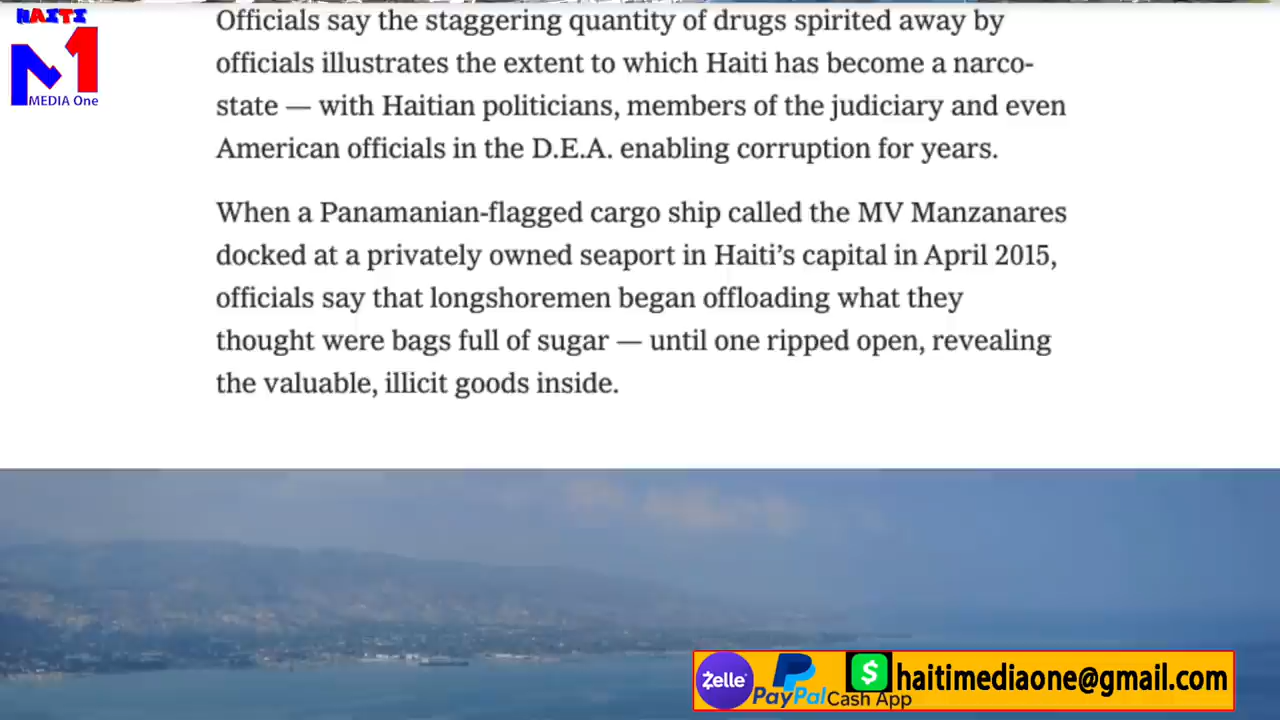 HAITI
M1
MEDIA One
Officials say the staggering quantity of drugs spirited away by
officials illustrates the extent to which Haiti has become a narco-
state — with Haitian politicians, members of the judiciary and even
American officials in the D.E.A. enabling corruption for years.
When a Panamanian-flagged cargo ship called the MV Manzanares
docked at a privately owned seaport in Haiti’s capital in April 2015,
officials say that longshoremen began offloading what they
thought were bags full of sugar — until one ripped open, revealing
the valuable, illicit goods inside.
Zelle PayPal $ Cash App haitimediaone@gmail.com